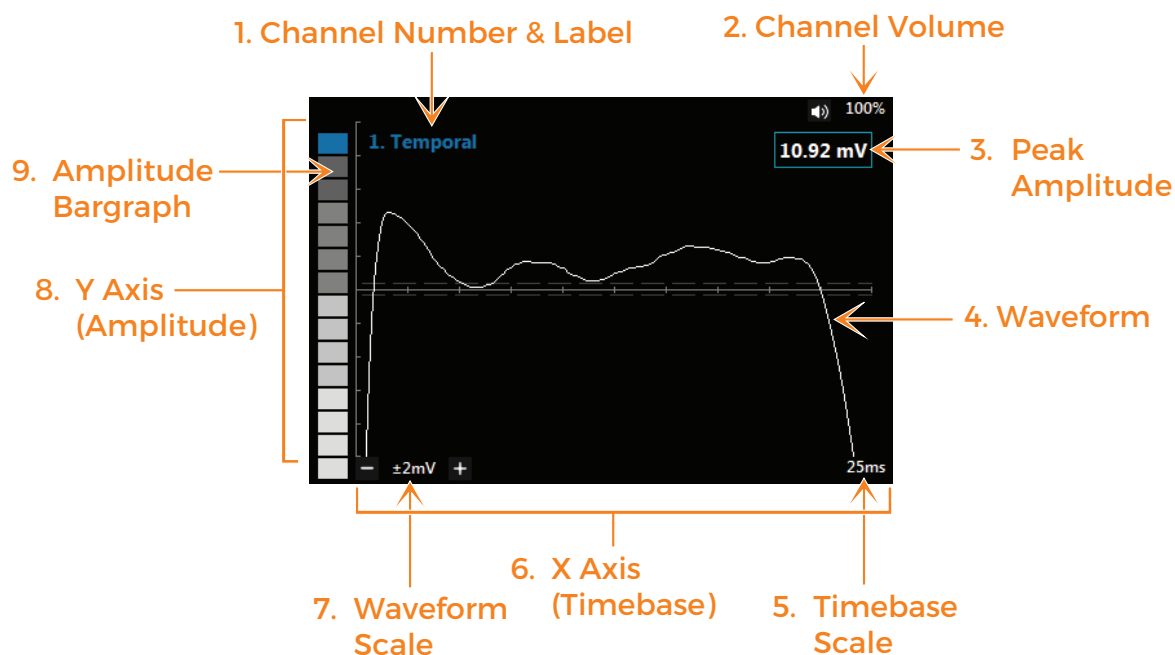 1. Channel Number & Label
2. Channel Volume
100%
1. Temporal
10.92 mV
3. Peak
Amplitude
9. Amplitude
Bargraph
8. Y Axis
(Amplitude)
4. Waveform
− ±2mV +
25ms
6. X Axis
(Timebase)
7. Waveform
Scale
5. Timebase
Scale